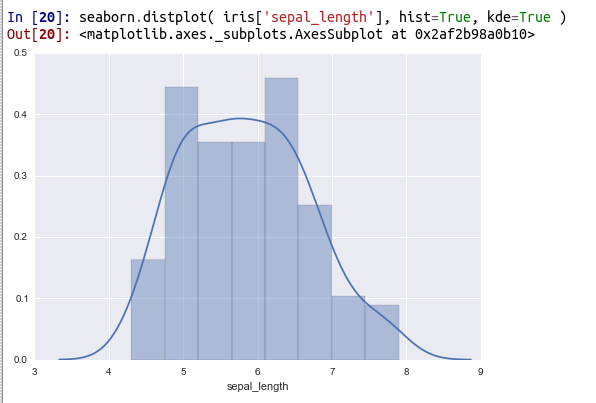 In [20]: seaborn.distplot( iris['sepal_length'], hist=True, kde=True )
Out[20]: <matplotlib.axes._subplots.AxesSubplot at 0x2af2b98a0b10>
0.5
0.4
0.3
0.2
0.1
0.0
3 4 5 6 7 8 9
sepal_length